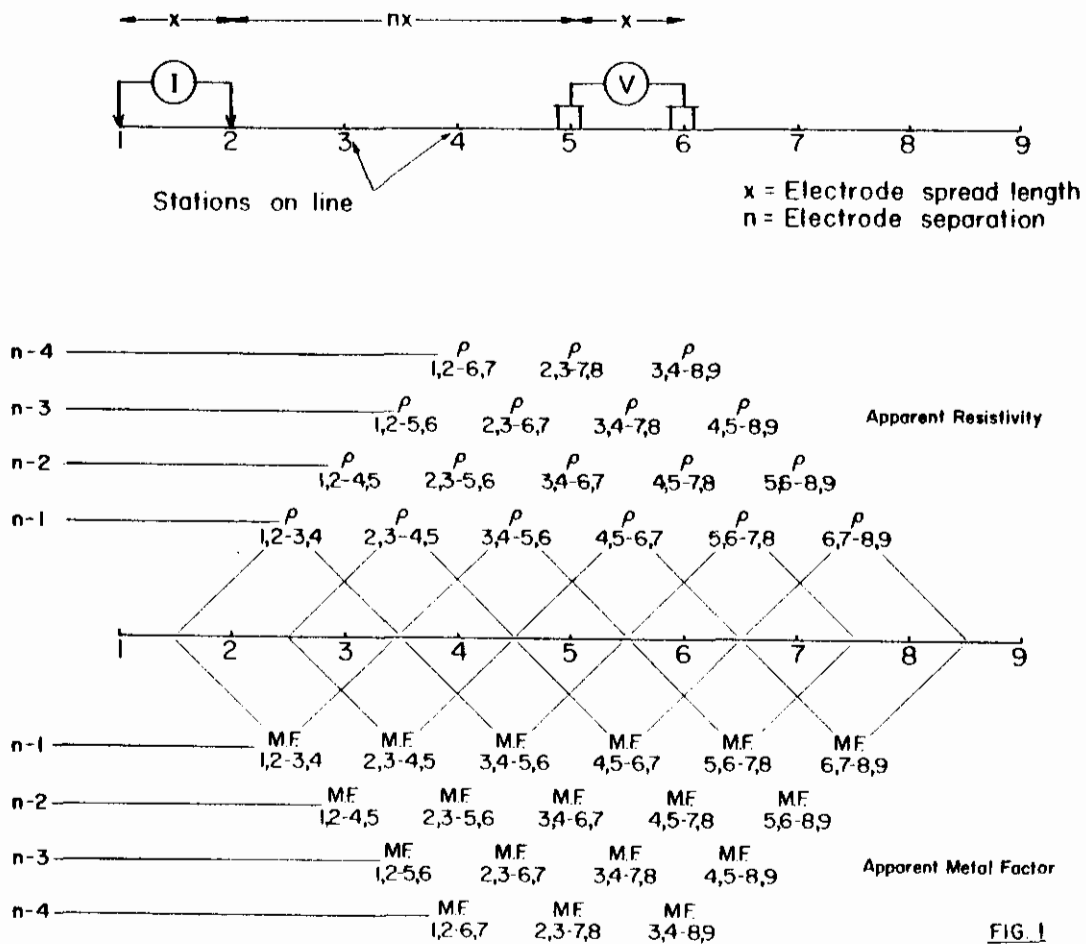 x nx x
I V
1 2 3 4 5 6 7 8 9
Stations on line
x = Electrode spread length
n = Electrode separation
n-4 ρ ρ ρ
1,2-6,7 2,3-7,8 3,4-8,9
n-3 ρ ρ ρ ρ Apparent Resistivity
1,2-5,6 2,3-6,7 3,4-7,8 4,5-8,9
n-2 ρ ρ ρ ρ ρ
1,2-4,5 2,3-5,6 3,4-6,7 4,5-7,8 5,6-8,9
n-1 ρ ρ ρ ρ ρ ρ
1,2-3,4 2,3-4,5 3,4-5,6 4,5-6,7 5,6-7,8 6,7-8,9
1 2 3 4 5 6 7 8 9
n-1 M.F. M.F. M.F. M.F. M.F. M.F.
1,2-3,4 2,3-4,5 3,4-5,6 4,5-6,7 5,6-7,8 6,7-8,9
n-2 M.F. M.F. M.F. M.F. M.F.
1,2-4,5 2,3-5,6 3,4-6,7 4,5-7,8 5,6-8,9
n-3 M.F. M.F. M.F. M.F. Apparent Metal Factor
1,2-5,6 2,3-6,7 3,4-7,8 4,5-8,9
n-4 M.F. M.F. M.F.
1,2-6,7 2,3-7,8 3,4-8,9
FIG. 1